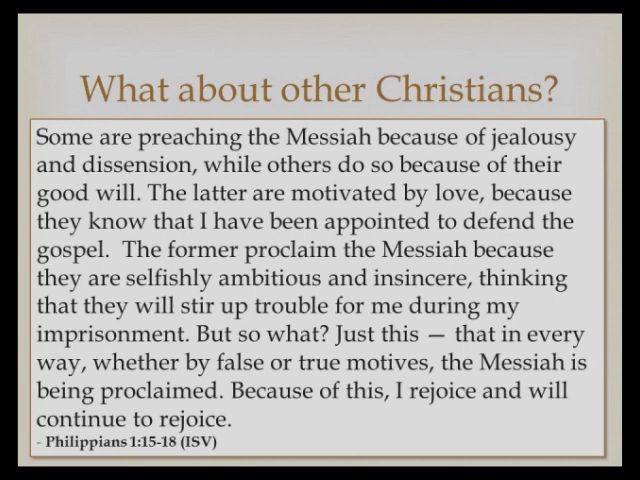 What about other Christians?
Some are preaching the Messiah because of jealousy
and dissension, while others do so because of their
good will. The latter are motivated by love, because
they know that I have been appointed to defend the
gospel.  The former proclaim the Messiah because
they are selfishly ambitious and insincere, thinking
that they will stir up trouble for me during my
imprisonment. But so what? Just this — that in every
way, whether by false or true motives, the Messiah is
being proclaimed. Because of this, I rejoice and will
continue to rejoice.
- Philippians 1:15-18 (ISV)